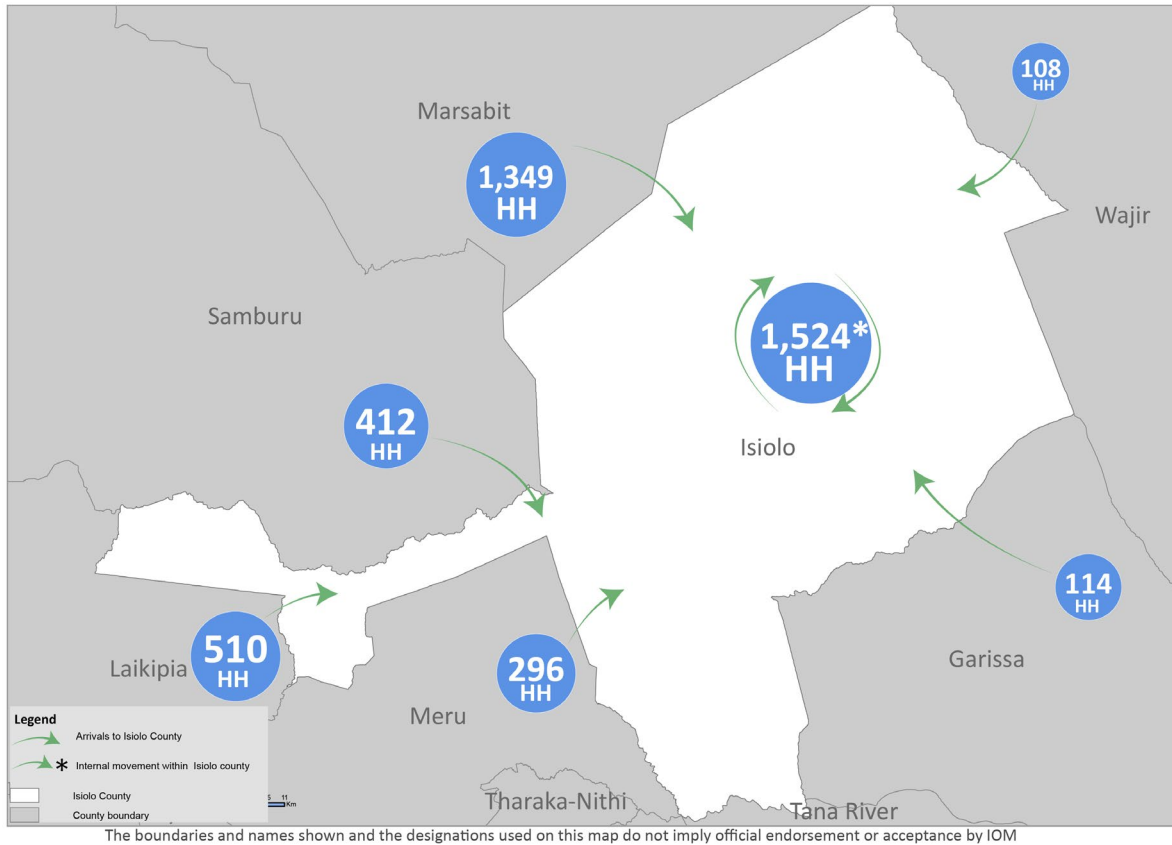 108
HH
Marsabit
1,349
HH
Wajir
Samburu
1,524*
HH
412
HH
Isiolo
114
HH
510
HH
Laikipia
296
HH
Garissa
Meru
Legend
Arrivals to Isiolo County
* Internal movement within Isiolo county
Isiolo County
County boundary
11
Km
Tharaka-Nithi
Tana River
The boundaries and names shown and the designations used on this map do not imply official endorsement or acceptance by IOM